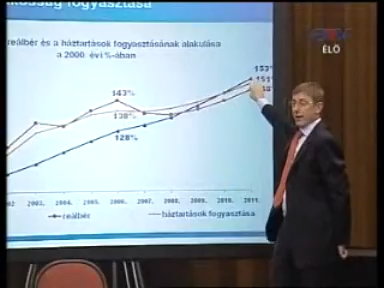 kosság fogyasztása
reálbér és a háztartások fogyasztásának alakulása
a 2000 évi %-ában
ÉLŐ
143%
138%
128%
153%
151%
2003. 2004. 2005. 2006. 2007. 2008. 2009. 2010. 2011.
reálbér
háztartások fogyasztása